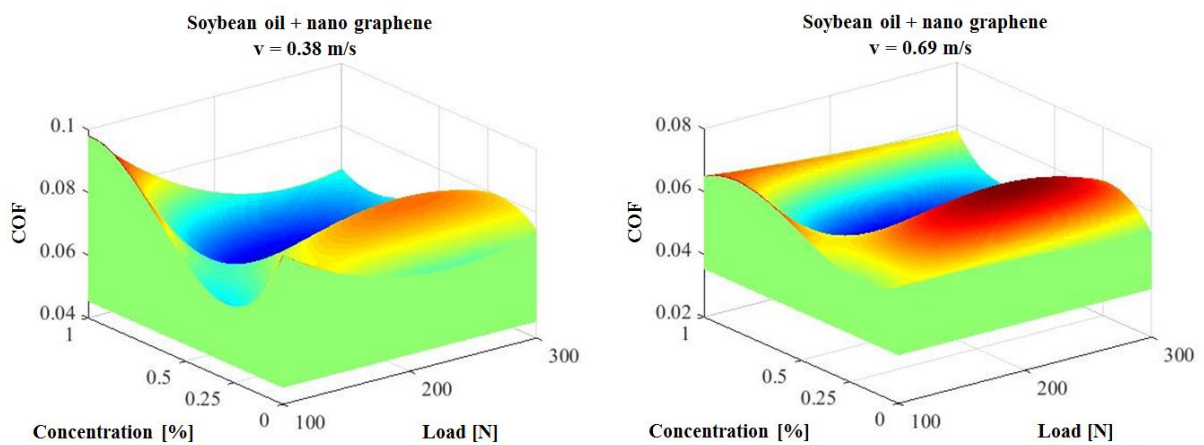 Soybean oil + nano graphene
v = 0.38 m/s
COF
0.1
0.08
0.06
0.04
1
0.5
0.25
0
100
200
300
Concentration [%]
Load [N]
Soybean oil + nano graphene
v = 0.69 m/s
COF
0.08
0.06
0.04
0.02
1
0.5
0.25
0
100
200
300
Concentration [%]
Load [N]